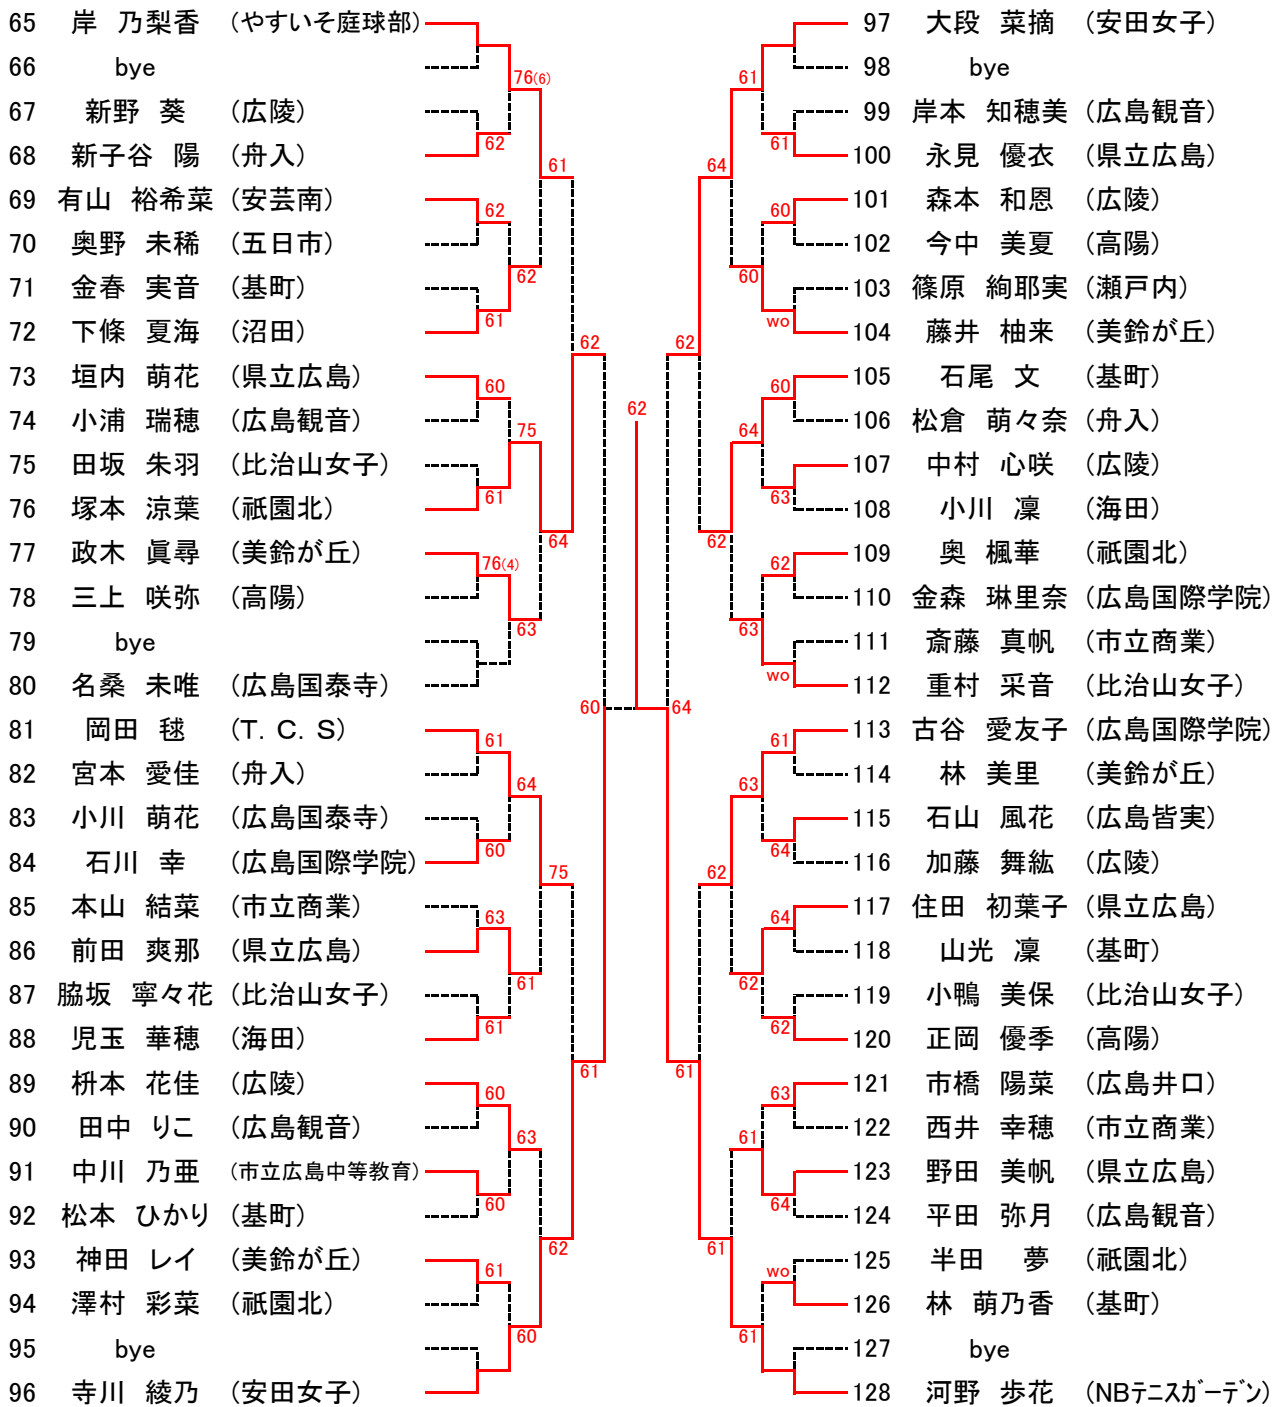 65 岸 乃梨香 (やすいそ庭球部)
66 bye
67 新野 葵 (広陵)
68 新子谷 陽 (舟入)
69 有山 裕希菜 (安芸南)
70 奥野 未稀 (五日市)
71 金春 実音 (基町)
72 下條 夏海 (沼田)
73 垣内 萌花 (県立広島)
74 小浦 瑞穂 (広島観音)
75 田坂 朱羽 (比治山女子)
76 塚本 涼葉 (祇園北)
77 政木 眞尋 (美鈴が丘)
78 三上 咲弥 (高陽)
79 bye
80 名桑 未唯 (広島国泰寺)
81 岡田 毬 (T. C. S)
82 宮本 愛佳 (舟入)
83 小川 萌花 (広島国泰寺)
84 石川 幸 (広島国際学院)
85 本山 結菜 (市立商業)
86 前田 爽那 (県立広島)
87 脇坂 寧々花 (比治山女子)
88 児玉 華穂 (海田)
89 枡本 花佳 (広陵)
90 田中 りこ (広島観音)
91 中川 乃亜 (市立広島中等教育)
92 松本 ひかり (基町)
93 神田 レイ (美鈴が丘)
94 澤村 彩菜 (祇園北)
95 bye
96 寺川 綾乃 (安田女子)
76(6)
62
62
61
60
61
76(4)
61
60
63
61
60
60
61
62
75
63
64
61
63
60
61
64
75
62
62
61
60
62
64
97 大段 菜摘 (安田女子)
98 bye
99 岸本 知穂美 (広島観音)
100 永見 優衣 (県立広島)
101 森本 和恩 (広陵)
102 今中 美夏 (高陽)
103 篠原 絢耶実 (瀬戸内)
104 藤井 柚来 (美鈴が丘)
105 石尾 文 (基町)
106 松倉 萌々奈 (舟入)
107 中村 心咲 (広陵)
108 小川 凜 (海田)
109 奥 楓華 (祇園北)
110 金森 琳里奈 (広島国際学院)
111 斎藤 真帆 (市立商業)
112 重村 采音 (比治山女子)
113 古谷 愛友子 (広島国際学院)
114 林 美里 (美鈴が丘)
115 石山 風花 (広島皆実)
116 加藤 舞紘 (広陵)
117 住田 初葉子 (県立広島)
118 山光 凜 (基町)
119 小鴨 美保 (比治山女子)
120 正岡 優季 (高陽)
121 市橋 陽菜 (広島井口)
122 西井 幸穂 (市立商業)
123 野田 美帆 (県立広島)
124 平田 弥月 (広島観音)
125 半田 夢 (祇園北)
126 林 萌乃香 (基町)
127 bye
128 河野 歩花 (NBテニスガーデン)
61
60
wo
60
63
62
wo
61
64
64
62
63
64
wo
61
60
64
63
63
62
61
61
64
62
62
61
62
61